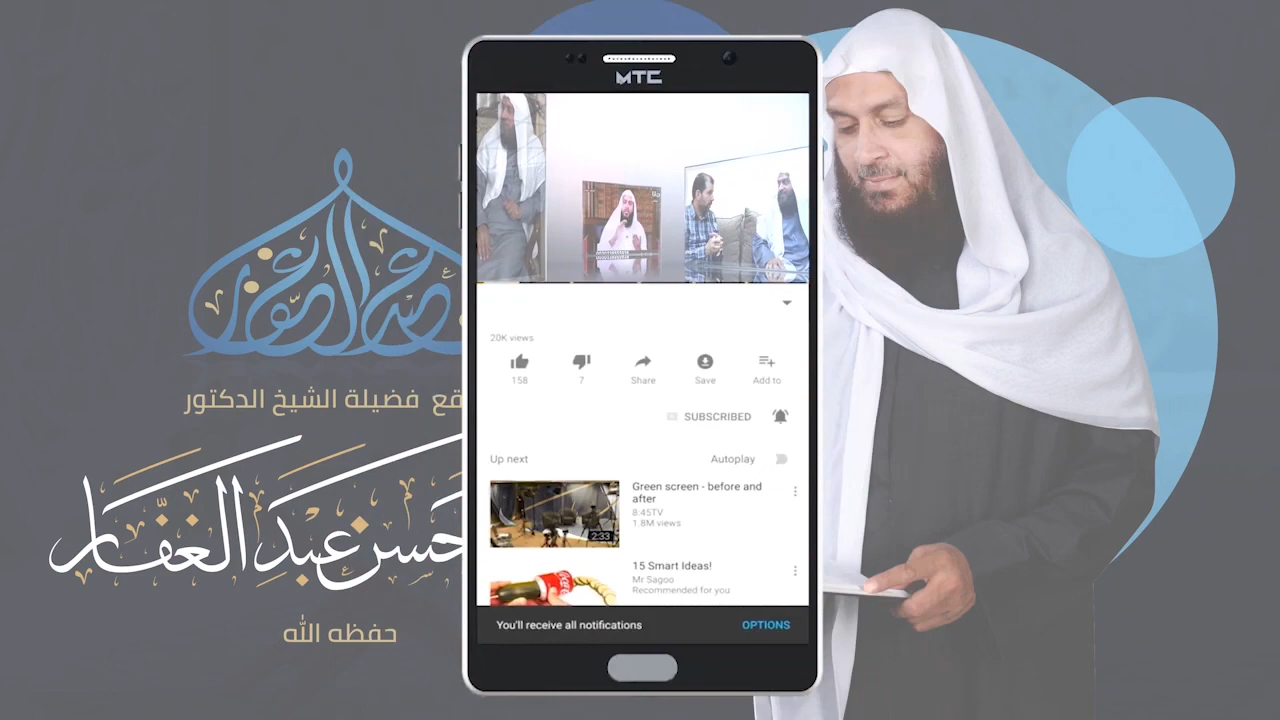 MTC
20K views
158
7
Share
Save
Add to
SUBSCRIBED
Up next
Autoplay
Green screen - before and
after
8:45TV
1.8M views
2:33
15 Smart Ideas!
Mr Sagoo
Recommended for you
You'll receive all notifications
OPTIONS
قع فضيلة الشيخ الدكتور
حسن عبد الغفار
حفظه الله